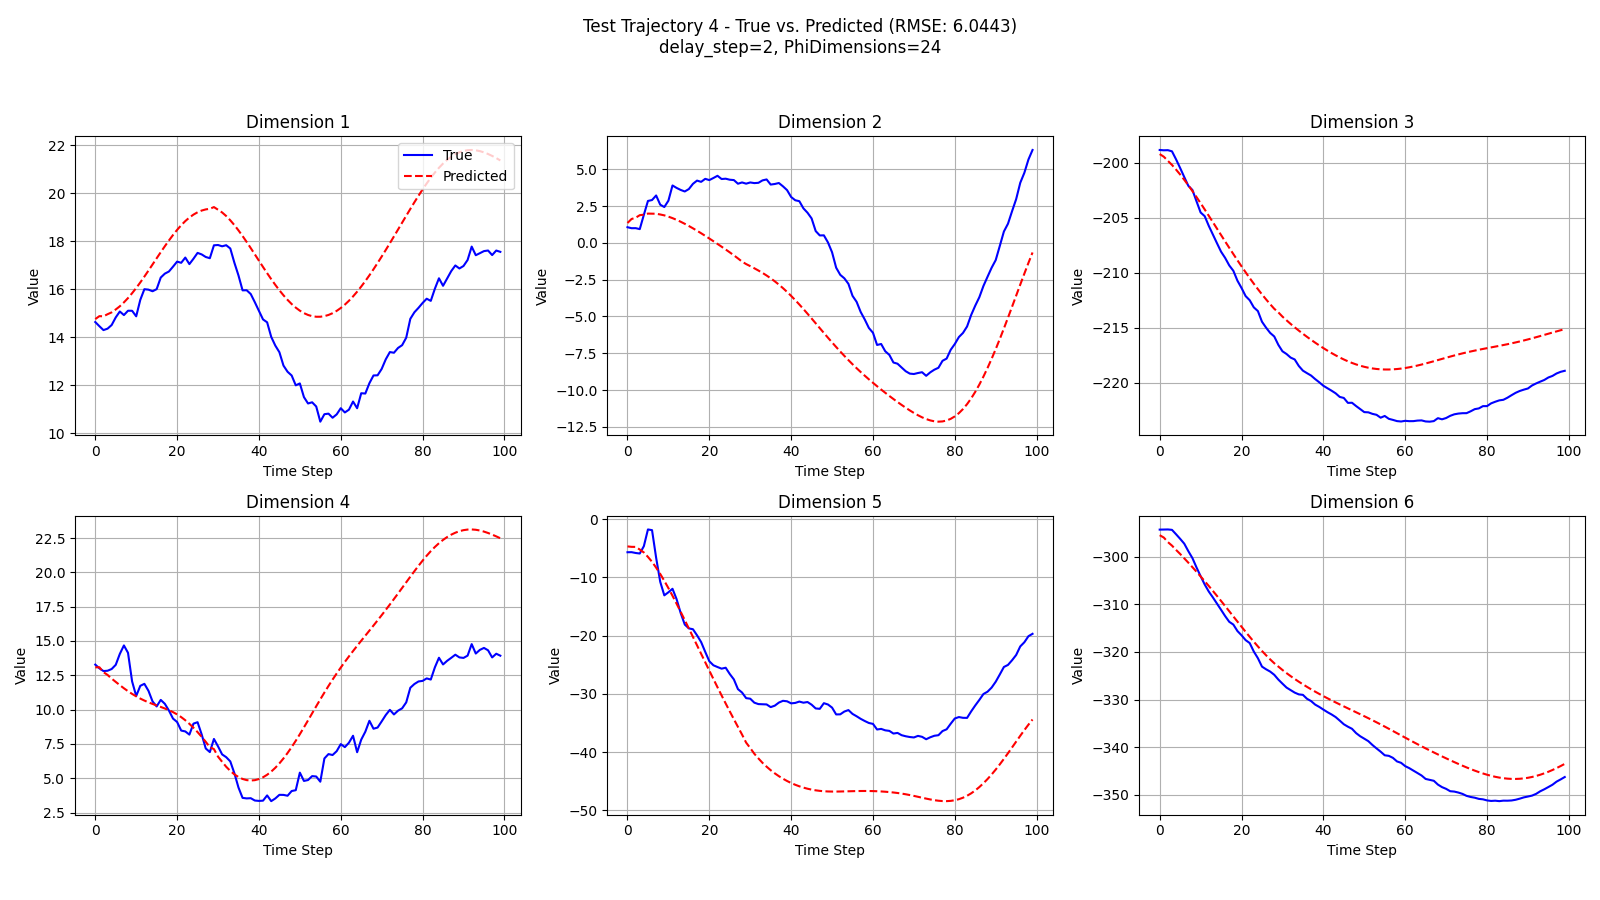 Test Trajectory 4 - True vs. Predicted (RMSE: 6.0443)
delay_step=2, PhiDimensions=24
Dimension 1
22
20
18
16
14
12
10
Value
0 20 40 60 80 100
Time Step
True
Predicted
Dimension 2
5.0
2.5
0.0
−2.5
−5.0
−7.5
−10.0
−12.5
Value
0 20 40 60 80 100
Time Step
Dimension 3
−200
−205
−210
−215
−220
Value
0 20 40 60 80 100
Time Step
Dimension 4
22.5
20.0
17.5
15.0
12.5
10.0
7.5
5.0
2.5
Value
0 20 40 60 80 100
Time Step
Dimension 5
0
−10
−20
−30
−40
−50
Value
0 20 40 60 80 100
Time Step
Dimension 6
−300
−310
−320
−330
−340
−350
Value
0 20 40 60 80 100
Time Step